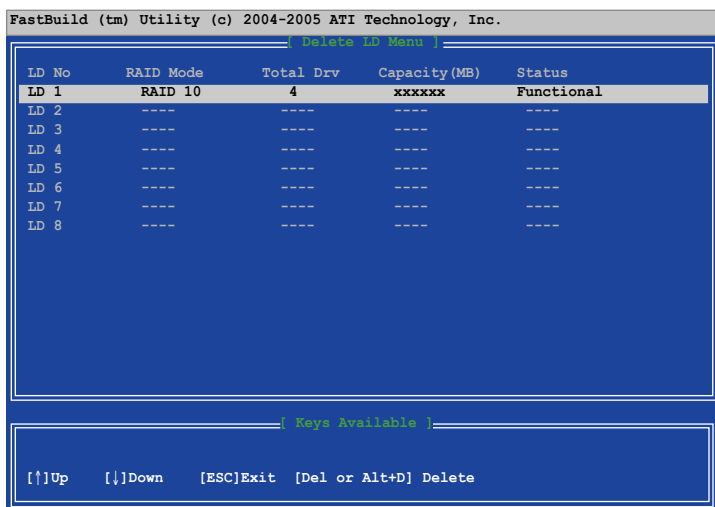 FastBuild (tm) Utility (c) 2004-2005 ATI Technology, Inc.
[ Delete LD Menu ]
LD No RAID Mode Total Drv Capacity(MB) Status
LD 1 RAID 10 4 xxxxxx Functional
LD 2 ---- ---- ---- ----
LD 3 ---- ---- ---- ----
LD 4 ---- ---- ---- ----
LD 5 ---- ---- ---- ----
LD 6 ---- ---- ---- ----
LD 7 ---- ---- ---- ----
LD 8 ---- ---- ---- ----
[ Keys Available ]
[↑]Up [↓]Down [ESC]Exit [Del or Alt+D] Delete